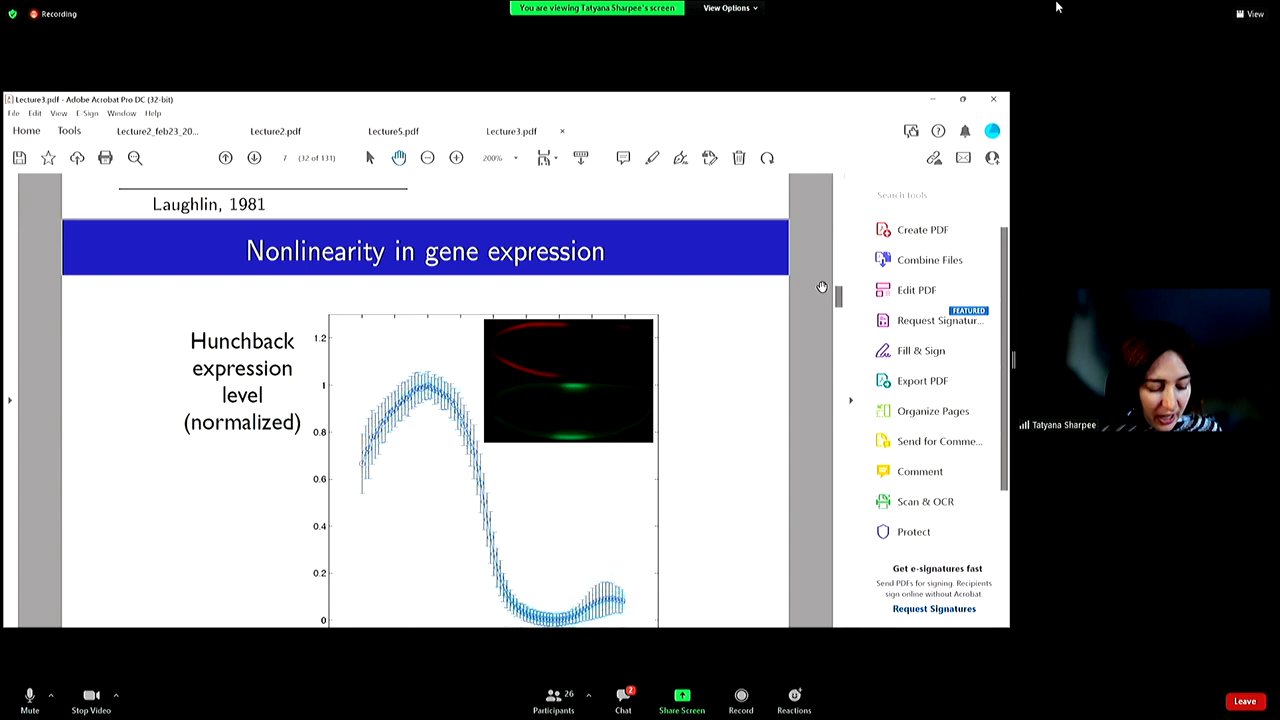 Recording
You are viewing Tatyana Sharpee's screen
View Options
View
Lecture3.pdf - Adobe Acrobat Pro DC (32-bit)
File Edit View E-Sign Window Help
Home Tools Lecture2_feb23_20... Lecture2.pdf Lecture5.pdf Lecture3.pdf
7 (32 of 131) 200%
Laughlin, 1981
Nonlinearity in gene expression
Hunchback
expression
level
(normalized)
1.2
1
0.8
0.6
0.4
0.2
0
Search tools
Create PDF
Combine Files
Edit PDF
FEATURED
Request Signatur...
Fill & Sign
Export PDF
Organize Pages
Send for Comme...
Comment
Scan & OCR
Protect
Get e-signatures fast
Send PDFs for signing. Recipients
sign online without Acrobat.
Request Signatures
Tatyana Sharpee
Mute
Stop Video
26
Participants
2
Chat
Share Screen
Record
Reactions
Leave